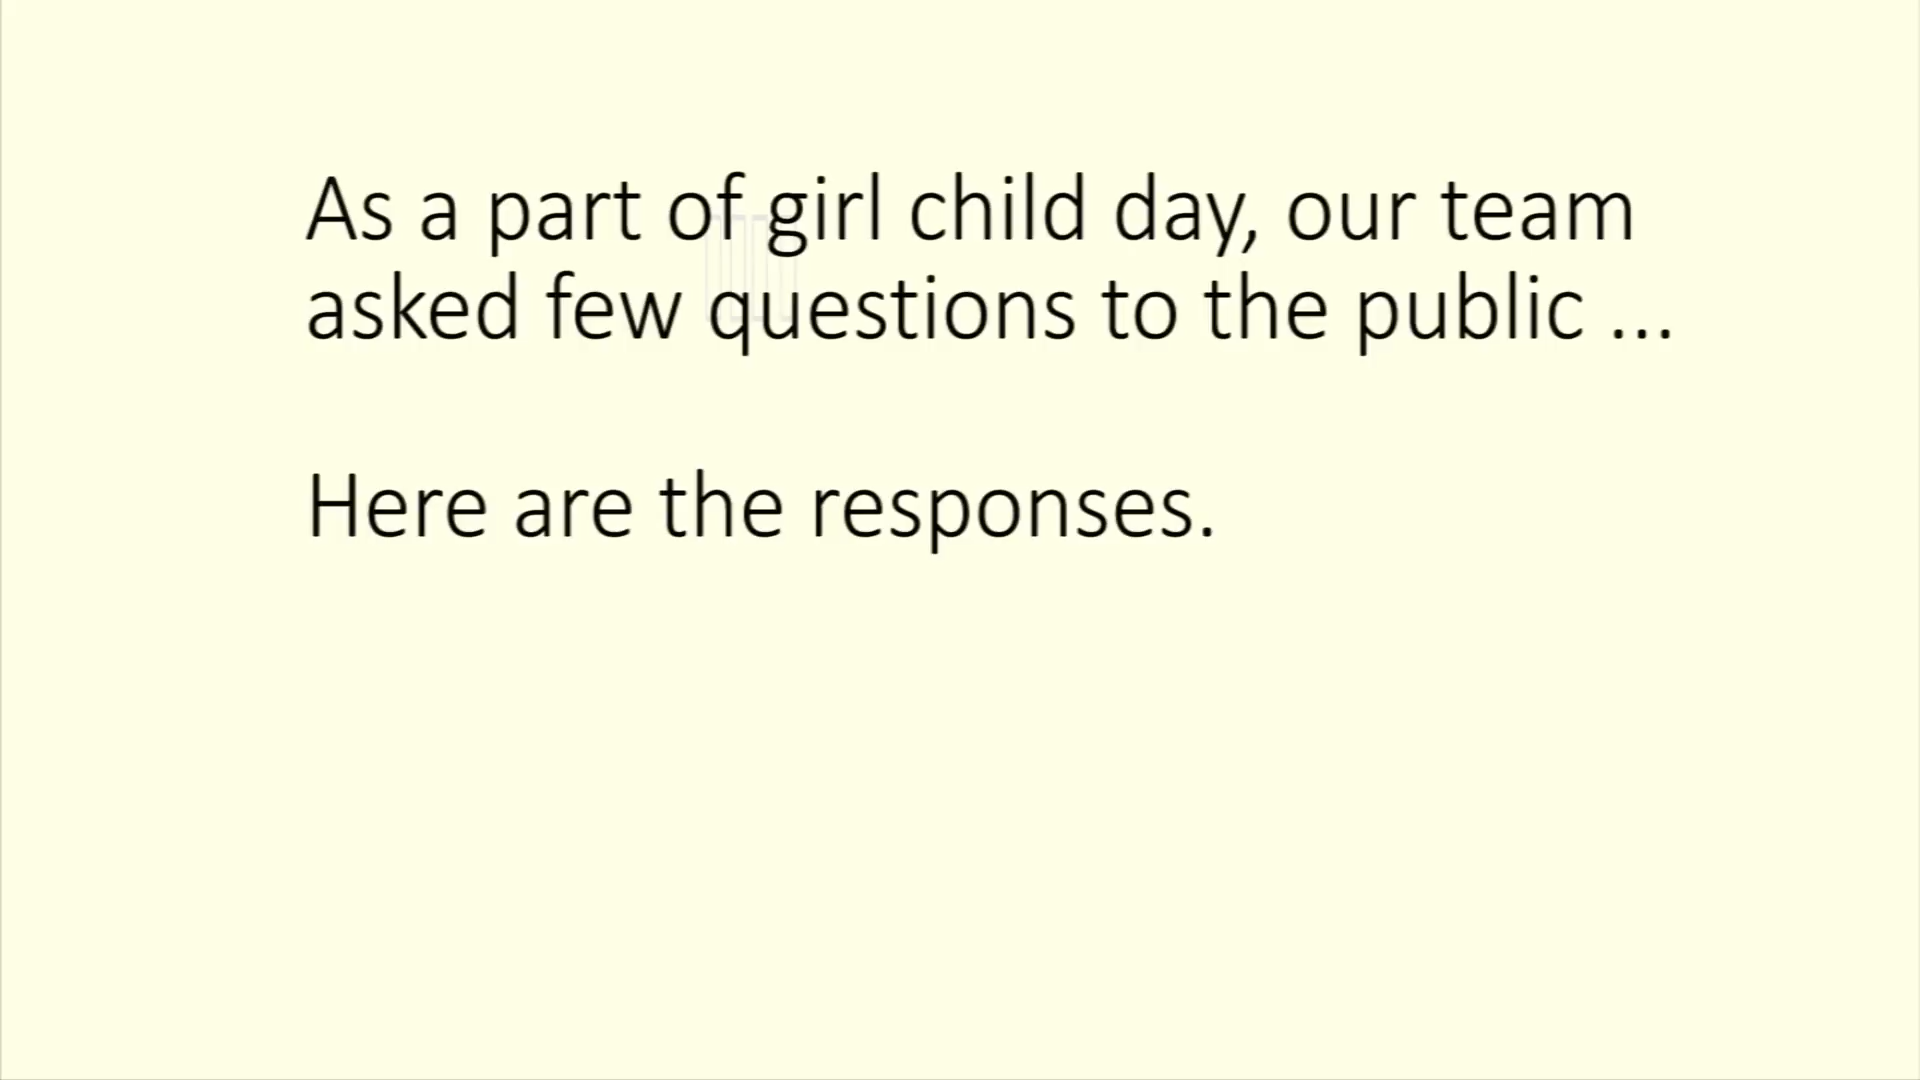 As a part of girl child day, our team
asked few questions to the public ...
Here are the responses.